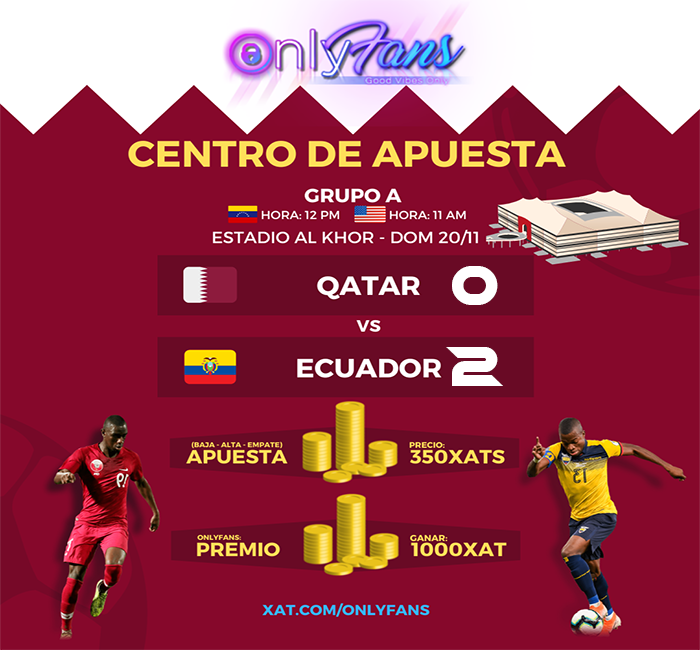 OnlyFans
Good Vibes Only
CENTRO DE APUESTA
GRUPO A
HORA: 12 PM HORA: 11 AM
ESTADIO AL KHOR - DOM 20/11
QATAR 0
VS
ECUADOR 2
(BAJA - ALTA - EMPATE)
APUESTA
PRECIO:
350XATS
19
21
ONLYFANS:
PREMIO
GANAR:
1000XAT
XAT.COM/ONLYFANS